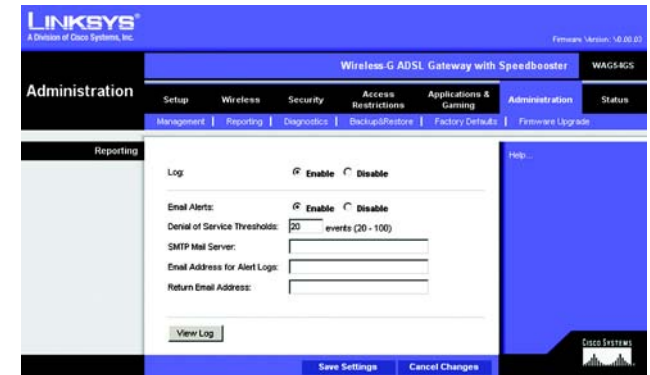 LINKSYS®
A Division of Cisco Systems, Inc.
Firmware Version: V0.00.03
Wireless-G ADSL Gateway with Speedbooster WAG54GS
Administration
Setup Wireless Security Access Restrictions Applications & Gaming Administration Status
Management | Reporting | Diagnostics | Backup&Restore | Factory Defaults | Firmware Upgrade
Reporting
Help...
Log: Enable Disable
Email Alerts: Enable Disable
Denial of Service Thresholds: 20 events (20 - 100)
SMTP Mail Server:
Email Address for Alert Logs:
Return Email Address:
View Log
Save Settings Cancel Changes
CISCO SYSTEMS